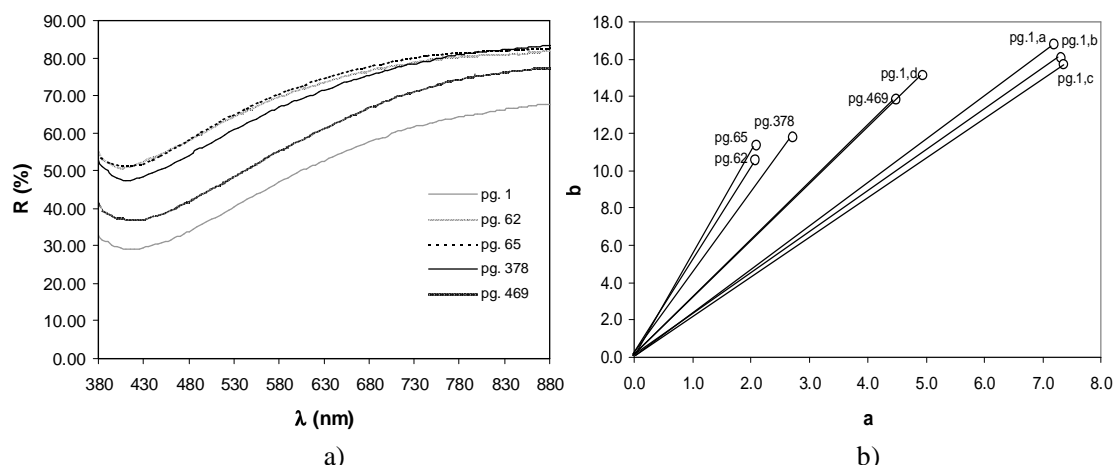 90.00
80.00
70.00
60.00
50.00
40.00
30.00
20.00
10.00
0.00
R (%)
380 430 480 530 580 630 680 730 780 830 880
λ (nm)
pg. 1
pg. 62
pg. 65
pg. 378
pg. 469
a)
18.0
16.0
14.0
12.0
10.0
8.0
6.0
4.0
2.0
0.0
b
0.0 1.0 2.0 3.0 4.0 5.0 6.0 7.0 8.0
a
pg.1,a
pg.1,b
pg.1,c
pg.1,d
pg.469
pg.378
pg.65
pg.62
b)